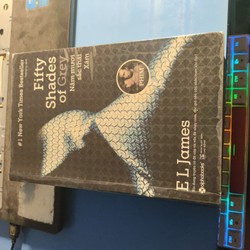 #1 New York Times Bestseller
Fifty
Shades
of Grey
Năm mươi
sắc thái
Xám
E L James